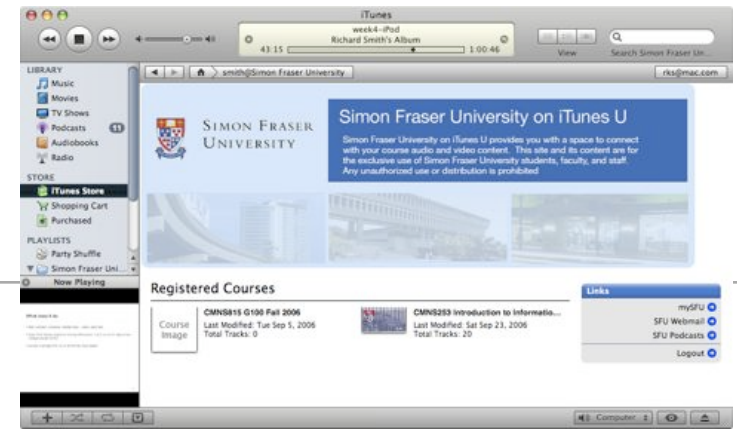 iTunes
week4-iPod
Richard Smith's Album
43:15
1:00:46
View
Search Simon Fraser Un...
LIBRARY
Music
Movies
TV Shows
Podcasts
Audiobooks
Radio
STORE
iTunes Store
Shopping Cart
Purchased
PLAYLISTS
Party Shuffle
Simon Fraser Uni...
Now Playing
smith@Simon Fraser University
rks@mac.com
SIMON FRASER
UNIVERSITY
Simon Fraser University on iTunes U
Simon Fraser University on iTunes U provides you with a space to connect
with your course audio and video content. This site and its content are for
the exclusive use of Simon Fraser University students, faculty, and staff.
Any unauthorized use or distribution is prohibited
Registered Courses
Course
Image
CMNS815 G100 Fall 2006
Last Modified: Tue Sep 5, 2006
Total Tracks: 0
CMNS253 Introduction to Informatio...
Last Modified: Sat Sep 23, 2006
Total Tracks: 20
Links
mySFU
SFU Webmail
SFU Podcasts
Logout
Computer